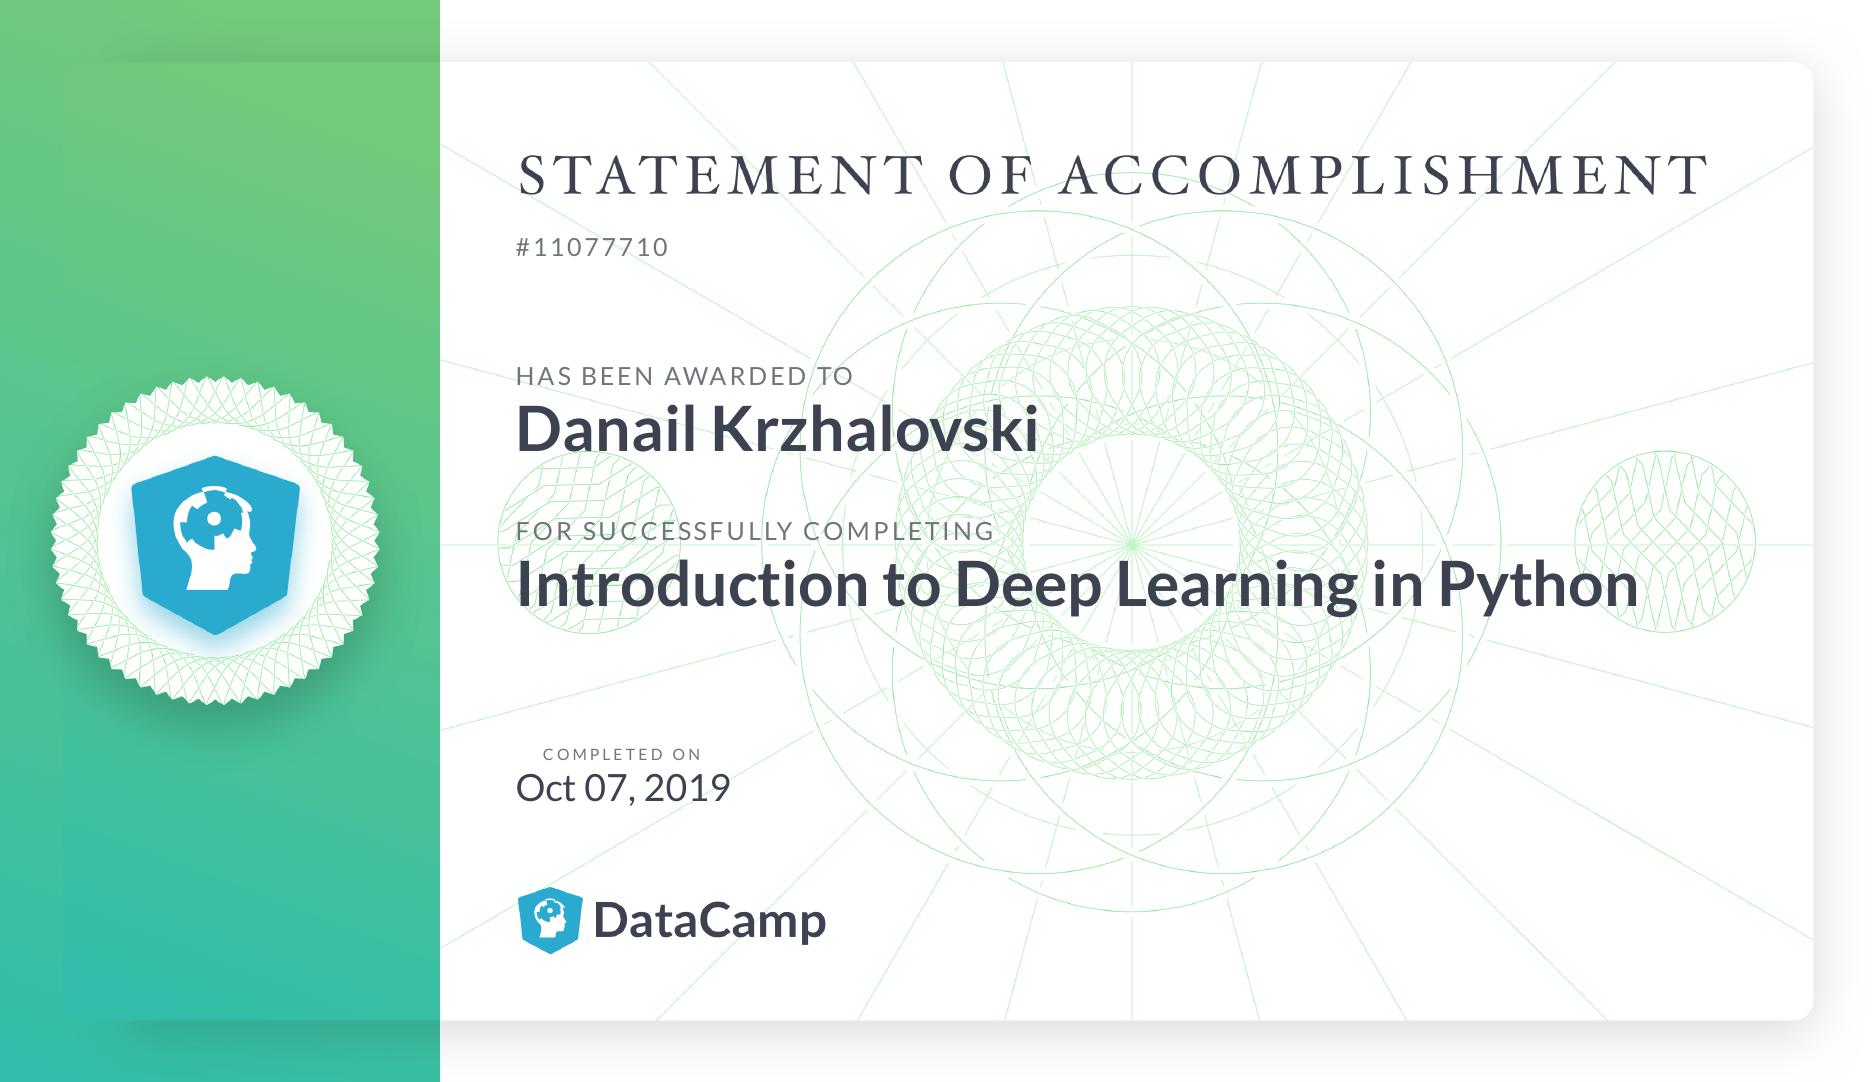 STATEMENT OF ACCOMPLISHMENT
#11077710
HAS BEEN AWARDED TO
Danail Krzhalovski
FOR SUCCESSFULLY COMPLETING
Introduction to Deep Learning in Python
COMPLETED ON
Oct 07, 2019
DataCamp